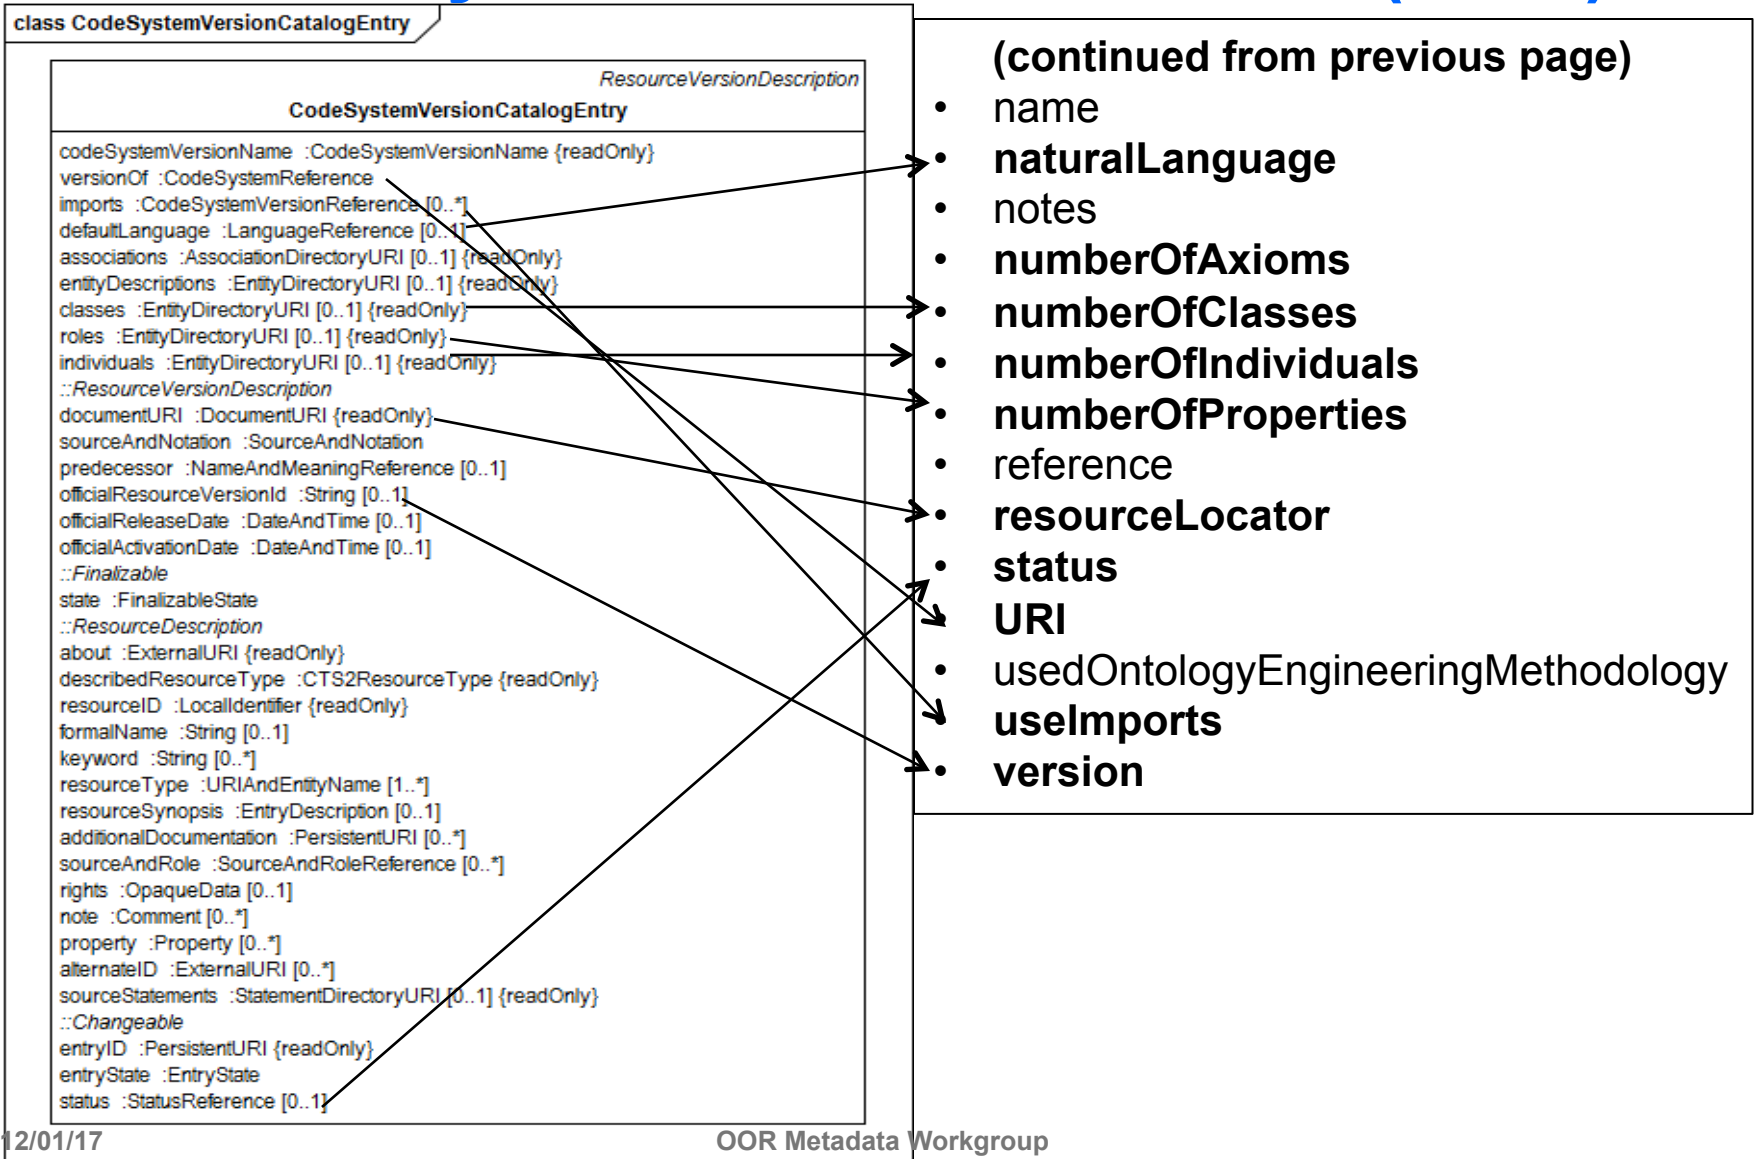 class CodeSystemVersionCatalogEntry
ResourceVersionDescription
CodeSystemVersionCatalogEntry
codeSystemVersionName :CodeSystemVersionName {readOnly}
versionOf :CodeSystemReference
imports :CodeSystemVersionReference [0..*]
defaultLanguage :LanguageReference [0..1]
associations :AssociationDirectoryURI [0..1] {readOnly}
entityDescriptions :EntityDirectoryURI [0..1] {readOnly}
classes :EntityDirectoryURI [0..1] {readOnly}
roles :EntityDirectoryURI [0..1] {readOnly}
individuals :EntityDirectoryURI [0..1] {readOnly}
::ResourceVersionDescription
documentURI :DocumentURI {readOnly}
sourceAndNotation :SourceAndNotation
predecessor :NameAndMeaningReference [0..1]
officialResourceVersionId :String [0..1]
officialReleaseDate :DateAndTime [0..1]
officialActivationDate :DateAndTime [0..1]
::Finalizable
state :FinalizableState
::ResourceDescription
about :ExternalURI {readOnly}
describedResourceType :CTS2ResourceType {readOnly}
resourceID :LocalIdentifier {readOnly}
formalName :String [0..1]
keyword :String [0..*]
resourceType :URIAndEntityName [1..*]
resourceSynopsis :EntryDescription [0..1]
additionalDocumentation :PersistentURI [0..*]
sourceAndRole :SourceAndRoleReference [0..*]
rights :OpaqueData [0..1]
note :Comment [0..*]
property :Property [0..*]
alternateID :ExternalURI [0..*]
sourceStatements :StatementDirectoryURI [0..1] {readOnly}
::Changeable
entryID :PersistentURI {readOnly}
entryState :EntryState
status :StatusReference [0..1]
(continued from previous page)
• name
• naturalLanguage
• notes
• numberOfAxioms
• numberOfClasses
• numberOfIndividuals
• numberOfProperties
• reference
• resourceLocator
• status
• URI
• usedOntologyEngineeringMethodology
• useImports
• version
12/01/17
OOR Metadata Workgroup